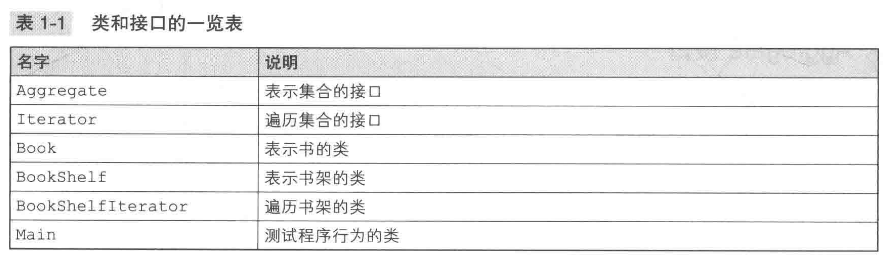 表 1-1 类和接口的一览表
名字 说明
Aggregate 表示集合的接口
Iterator 遍历集合的接口
Book 表示书的类
BookShelf 表示书架的类
BookShelfIterator 遍历书架的类
Main 测试程序行为的类